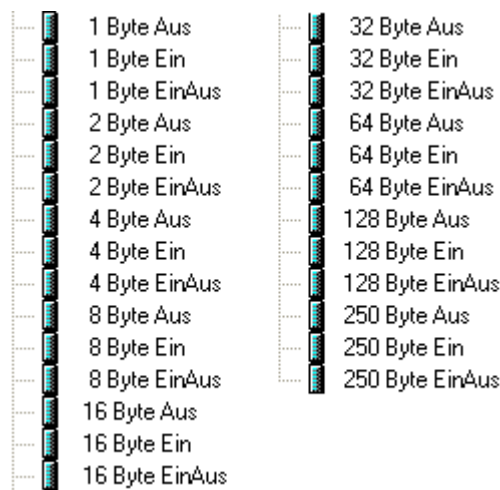 1 Byte Aus
1 Byte Ein
1 Byte EinAus
2 Byte Aus
2 Byte Ein
2 Byte EinAus
4 Byte Aus
4 Byte Ein
4 Byte EinAus
8 Byte Aus
8 Byte Ein
8 Byte EinAus
16 Byte Aus
16 Byte Ein
16 Byte EinAus
32 Byte Aus
32 Byte Ein
32 Byte EinAus
64 Byte Aus
64 Byte Ein
64 Byte EinAus
128 Byte Aus
128 Byte Ein
128 Byte EinAus
250 Byte Aus
250 Byte Ein
250 Byte EinAus